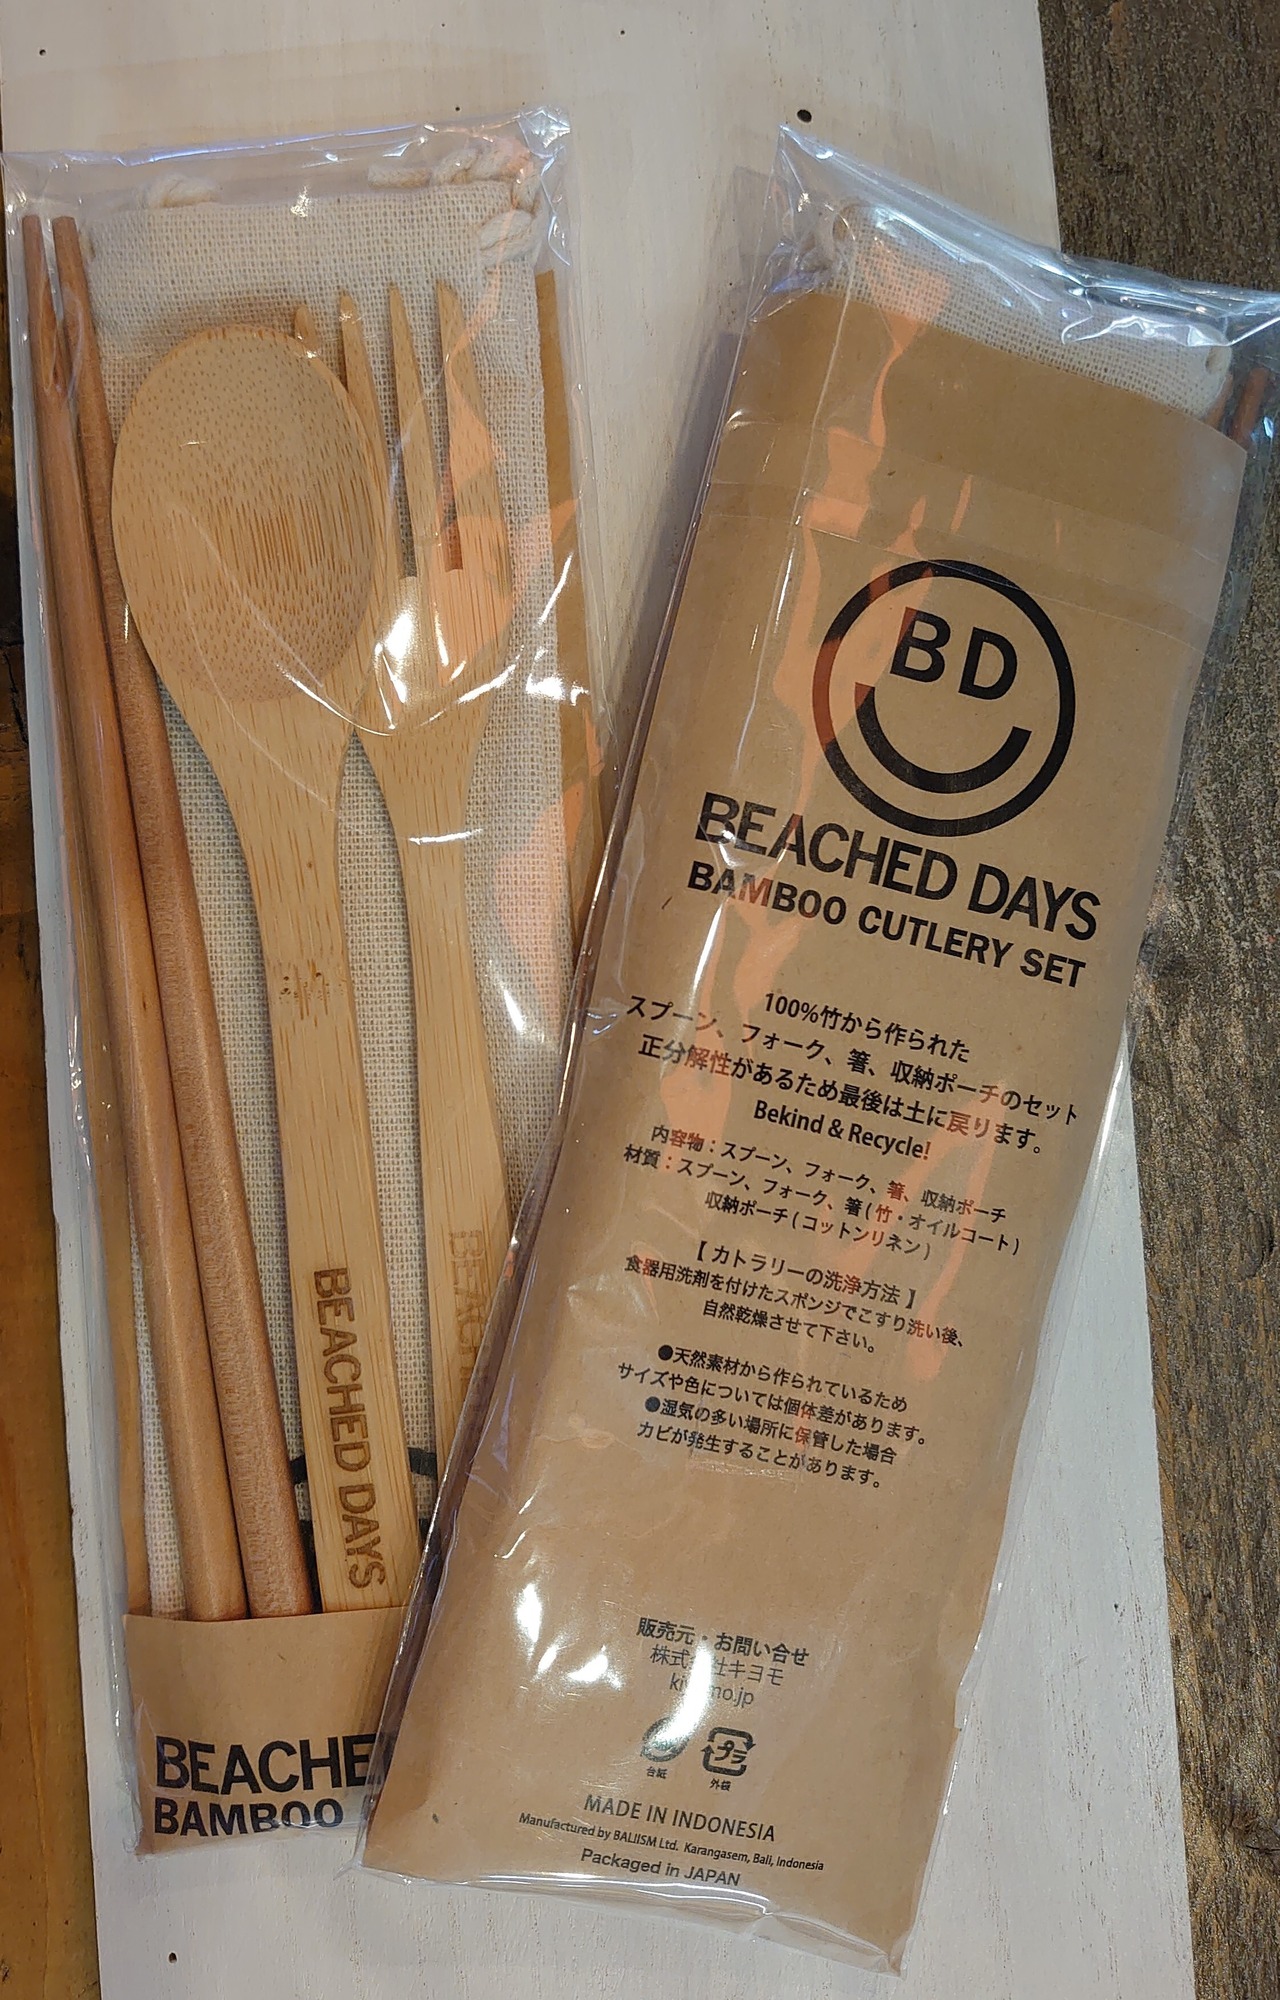 BEACHED DAYS
BEACHE
BAMBOO
BD
BEACHED DAYS
BAMBOO CUTLERY SET
100%竹から作られた
スプーン、フォーク、箸、収納ポーチのセット
正分解性があるため最後は土に戻ります。
Bekind & Recycle!
内容物：スプーン、フォーク、箸、収納ポーチ
材質：スプーン、フォーク、箸(竹・オイルコート)
収納ポーチ(コットンリネン)
【 カトラリーの洗浄方法 】
食器用洗剤を付けたスポンジでこすり洗い後、
自然乾燥させて下さい。
●天然素材から作られているため
サイズや色については個体差があります。
●湿気の多い場所に保管した場合
カビが発生することがあります。
販売元・お問い合せ
株式会社キヨモ
プラ
台紙
外袋
MADE IN INDONESIA
Manufactured by BALIISM Ltd. Karangasem, Bali, Indonesia
Packaged in JAPAN